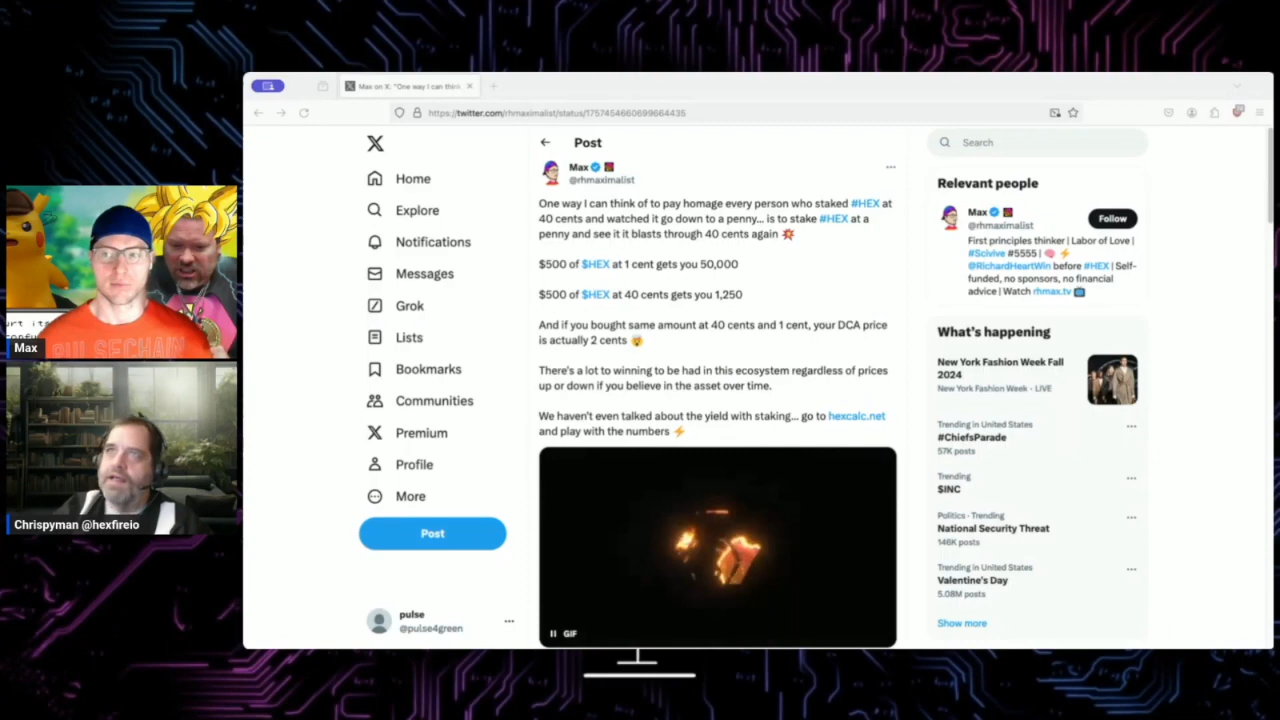 Max on X: "One way I can think
https://twitter.com/rhmaximalist/status/1757454660699664435
Home
Explore
Notifications
Messages
Grok
Lists
Bookmarks
Communities
Premium
Profile
More
Post
pulse
@pulse4green
Post
Max
@rhmaximalist
One way I can think of to pay homage every person who staked #HEX at
40 cents and watched it go down to a penny... is to stake #HEX at a
penny and see it it blasts through 40 cents again
$500 of $HEX at 1 cent gets you 50,000
$500 of $HEX at 40 cents gets you 1,250
And if you bought same amount at 40 cents and 1 cent, your DCA price
is actually 2 cents
There's a lot to winning to be had in this ecosystem regardless of prices
up or down if you believe in the asset over time.
We haven't even talked about the yield with staking... go to hexcalc.net
and play with the numbers
GIF
Search
Relevant people
Max
@rhmaximalist
Follow
First principles thinker | Labor of Love |
#Scivive #5555 |
@RichardHeartWin before #HEX | Self-
funded, no sponsors, no financial
advice | Watch rhmax.tv
What's happening
New York Fashion Week Fall
2024
New York Fashion Week · LIVE
Trending in United States
#ChiefsParade
57K posts
Trending
$INC
Politics · Trending
National Security Threat
146K posts
Trending in United States
Valentine's Day
5.08M posts
Show more
PULSECHAIN
Max
Chrispyman @hexfireio